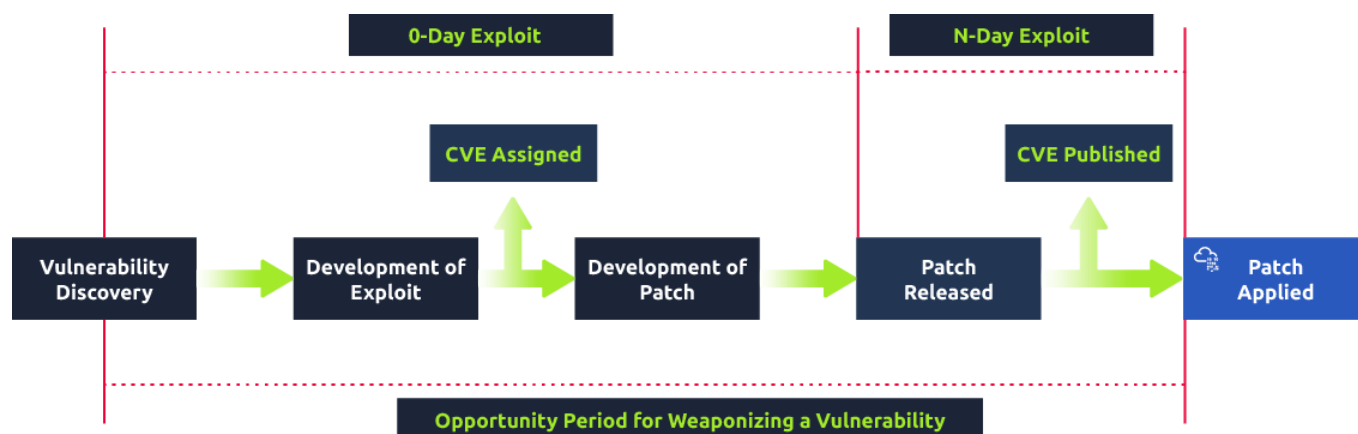 0-Day Exploit
N-Day Exploit
CVE Assigned
CVE Published
Vulnerability
Discovery
Development of
Exploit
Development of
Patch
Patch
Released
Patch
Applied
Opportunity Period for Weaponizing a Vulnerability